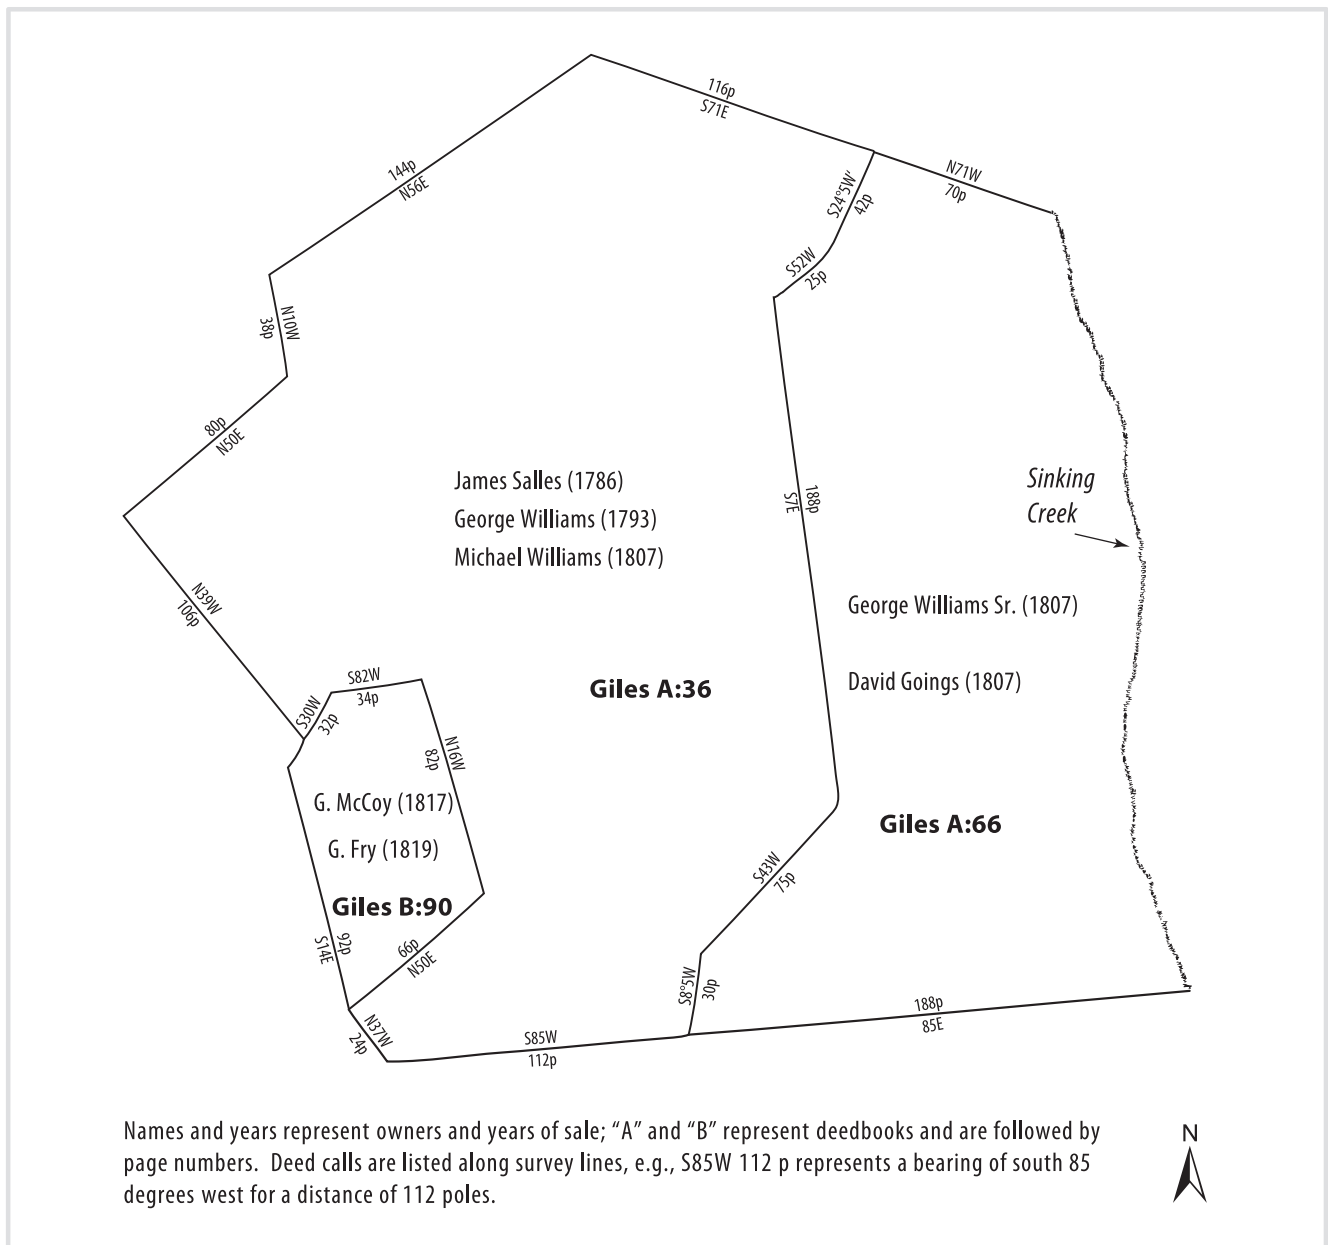 116p
S71E
144p
N56E
N71W
70p
S24°5W'
42p
S52W
25p
N10W
38p
80p
N50E
James Salles (1786)
George Williams (1793)
Michael Williams (1807)
188p
S7E
Sinking
Creek
N39W
106p
George Williams Sr. (1807)
S82W
34p
S30W
32p
Giles A:36
David Goings (1807)
N16W
82p
G. McCoy (1817)
G. Fry (1819)
Giles A:66
S43W
75p
Giles B:90
92p
S14E
66p
N50E
S8°5W
30p
188p
85E
N37W
24p
S85W
112p
Names and years represent owners and years of sale; “A” and “B” represent deedbooks and are followed by
page numbers. Deed calls are listed along survey lines, e.g., S85W 112 p represents a bearing of south 85
degrees west for a distance of 112 poles.
N